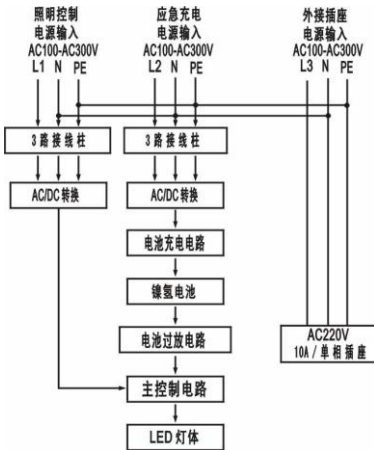 照明控制
电源输入
AC100-AC300V
L1 N PE
应急充电
电源输入
AC100-AC300V
L2 N PE
外接插座
电源输入
AC100-AC300V
L3 N PE
3路接线柱
3路接线柱
AC/DC转换
AC/DC转换
电池充电电路
镍氢电池
电池过放电路
主控制电路
LED灯体
AC220V
10A/单相插座